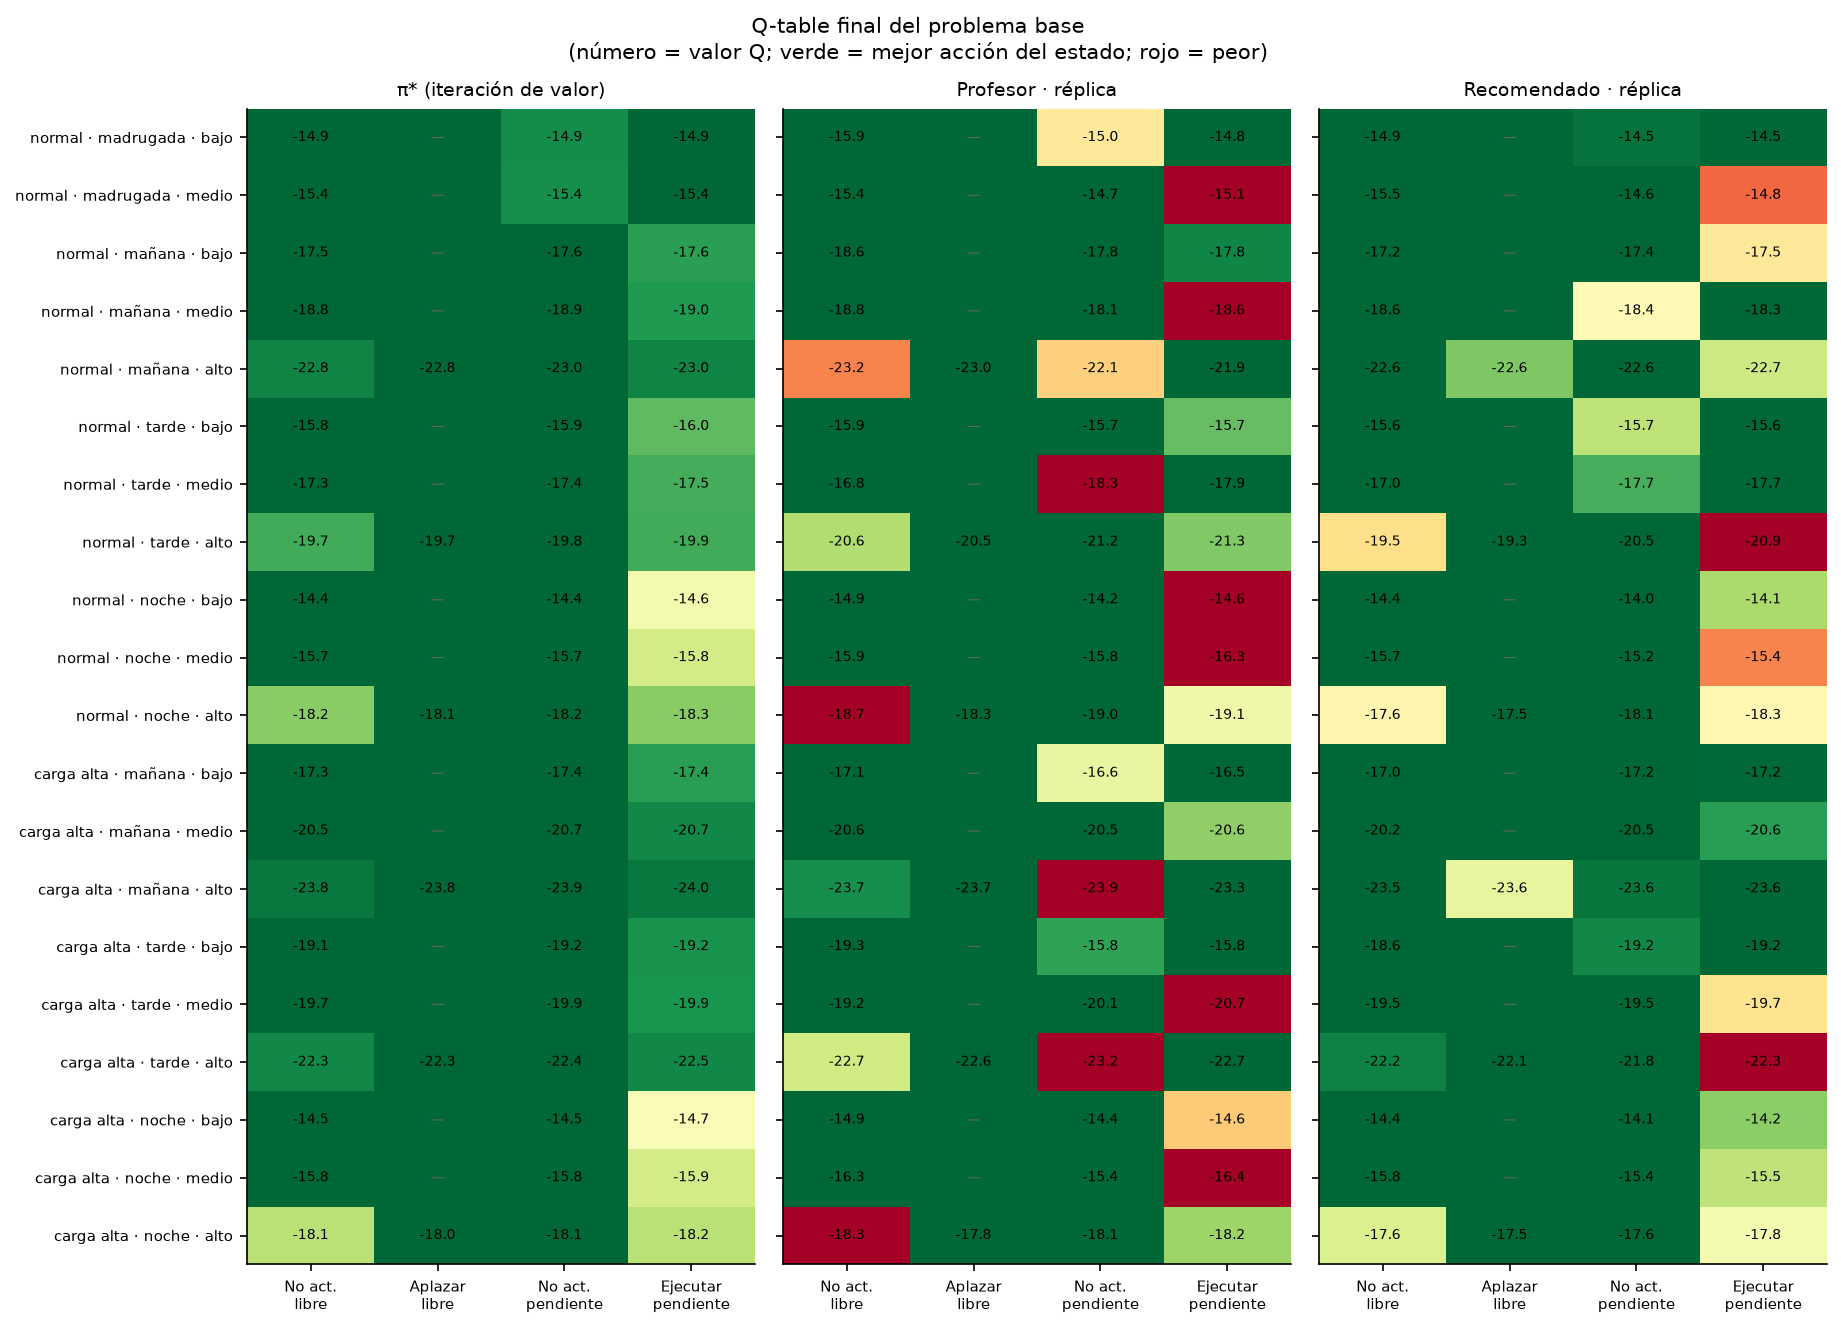 Q-table final del problema base
(número = valor Q; verde = mejor acción del estado; rojo = peor)
π* (iteración de valor) Profesor · réplica Recomendado · réplica
normal · madrugada · bajo -14.9 — -14.9 -14.9 -15.9 — -15.0 -14.8 -14.9 — -14.5 -14.5
normal · madrugada · medio -15.4 — -15.4 -15.4 -15.4 — -14.7 -15.1 -15.5 — -14.6 -14.8
normal · mañana · bajo -17.5 — -17.6 -17.6 -18.6 — -17.8 -17.8 -17.2 — -17.4 -17.5
normal · mañana · medio -18.8 — -18.9 -19.0 -18.8 — -18.1 -18.6 -18.6 — -18.4 -18.3
normal · mañana · alto -22.8 -22.8 -23.0 -23.0 -23.2 -23.0 -22.1 -21.9 -22.6 -22.6 -22.6 -22.7
normal · tarde · bajo -15.8 — -15.9 -16.0 -15.9 — -15.7 -15.7 -15.6 — -15.7 -15.6
normal · tarde · medio -17.3 — -17.4 -17.5 -16.8 — -18.3 -17.9 -17.0 — -17.7 -17.7
normal · tarde · alto -19.7 -19.7 -19.8 -19.9 -20.6 -20.5 -21.2 -21.3 -19.5 -19.3 -20.5 -20.9
normal · noche · bajo -14.4 — -14.4 -14.6 -14.9 — -14.2 -14.6 -14.4 — -14.0 -14.1
normal · noche · medio -15.7 — -15.7 -15.8 -15.9 — -15.8 -16.3 -15.7 — -15.2 -15.4
normal · noche · alto -18.2 -18.1 -18.2 -18.3 -18.7 -18.3 -19.0 -19.1 -17.6 -17.5 -18.1 -18.3
carga alta · mañana · bajo -17.3 — -17.4 -17.4 -17.1 — -16.6 -16.5 -17.0 — -17.2 -17.2
carga alta · mañana · medio -20.5 — -20.7 -20.7 -20.6 — -20.5 -20.6 -20.2 — -20.5 -20.6
carga alta · mañana · alto -23.8 -23.8 -23.9 -24.0 -23.7 -23.7 -23.9 -23.3 -23.5 -23.6 -23.6 -23.6
carga alta · tarde · bajo -19.1 — -19.2 -19.2 -19.3 — -15.8 -15.8 -18.6 — -19.2 -19.2
carga alta · tarde · medio -19.7 — -19.9 -19.9 -19.2 — -20.1 -20.7 -19.5 — -19.5 -19.7
carga alta · tarde · alto -22.3 -22.3 -22.4 -22.5 -22.7 -22.6 -23.2 -22.7 -22.2 -22.1 -21.8 -22.3
carga alta · noche · bajo -14.5 — -14.5 -14.7 -14.9 — -14.4 -14.6 -14.4 — -14.1 -14.2
carga alta · noche · medio -15.8 — -15.8 -15.9 -16.3 — -15.4 -16.4 -15.8 — -15.4 -15.5
carga alta · noche · alto -18.1 -18.0 -18.1 -18.2 -18.3 -17.8 -18.1 -18.2 -17.6 -17.5 -17.6 -17.8
No act. Aplazar No act. Ejecutar No act. Aplazar No act. Ejecutar No act. Aplazar No act. Ejecutar
libre libre pendiente pendiente libre libre pendiente pendiente libre libre pendiente pendiente